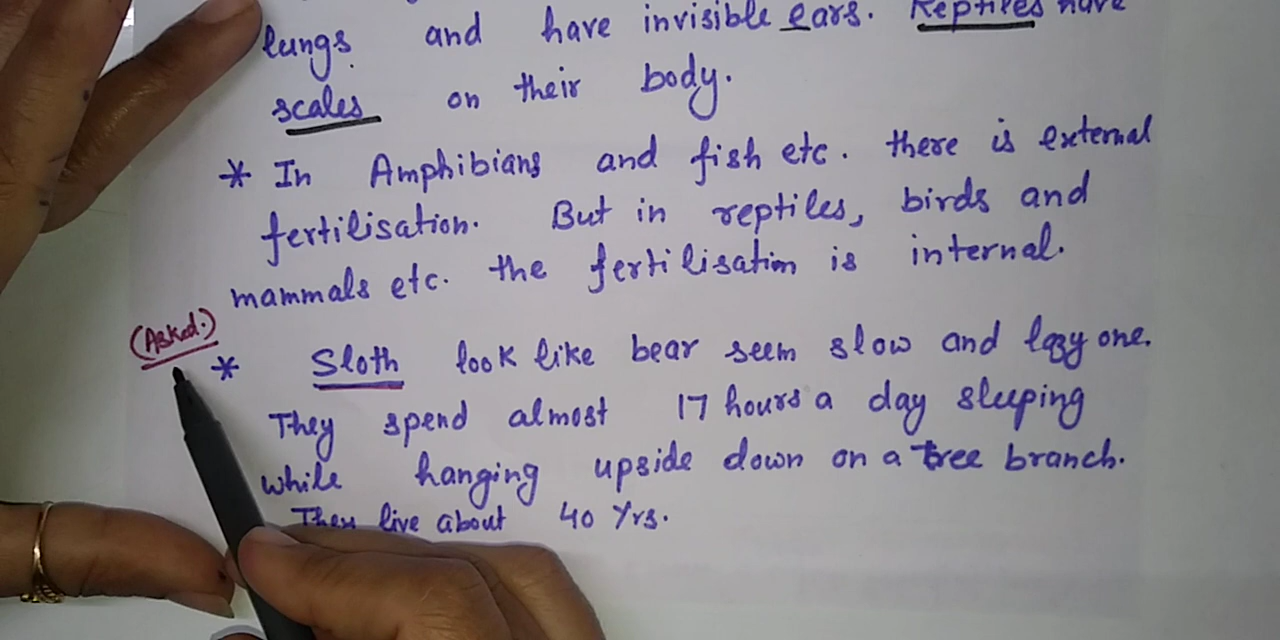 lungs and have invisible ears. Reptiles have
scales on their body.
* In Amphibians and fish etc. there is external
fertilisation. But in reptiles, birds and
mammals etc. the fertilisation is internal.
(Asked.)
* Sloth look like bear seem slow and lazy one.
They spend almost 17 hours a day sleeping
while hanging upside down on a tree branch.
They live about 40 Yrs.